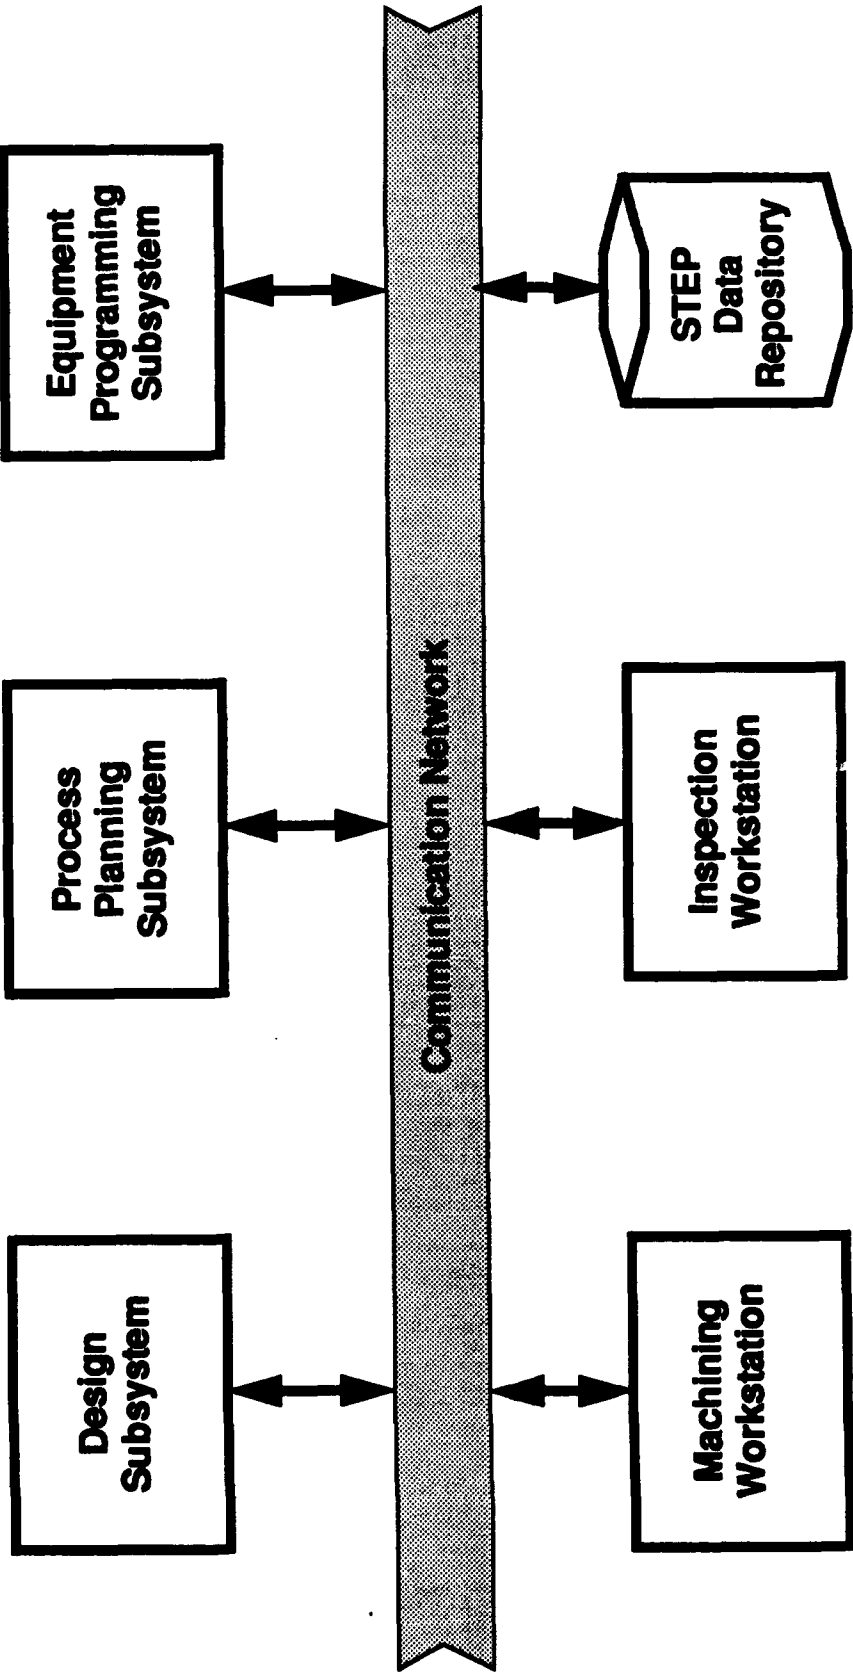 Design
Subsystem
Process
Planning
Subsystem
Equipment
Programming
Subsystem
Communication Network
Machining
Workstation
Inspection
Workstation
STEP
Data
Repository